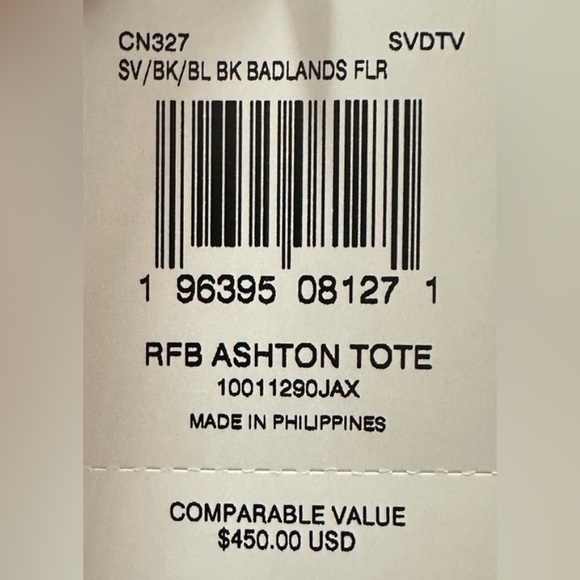 CN327 SVDTV
SV/BK/BL BK BADLANDS FLR
1 96395 08127 1
RFB ASHTON TOTE
10011290JAX
MADE IN PHILIPPINES
COMPARABLE VALUE
$450.00 USD